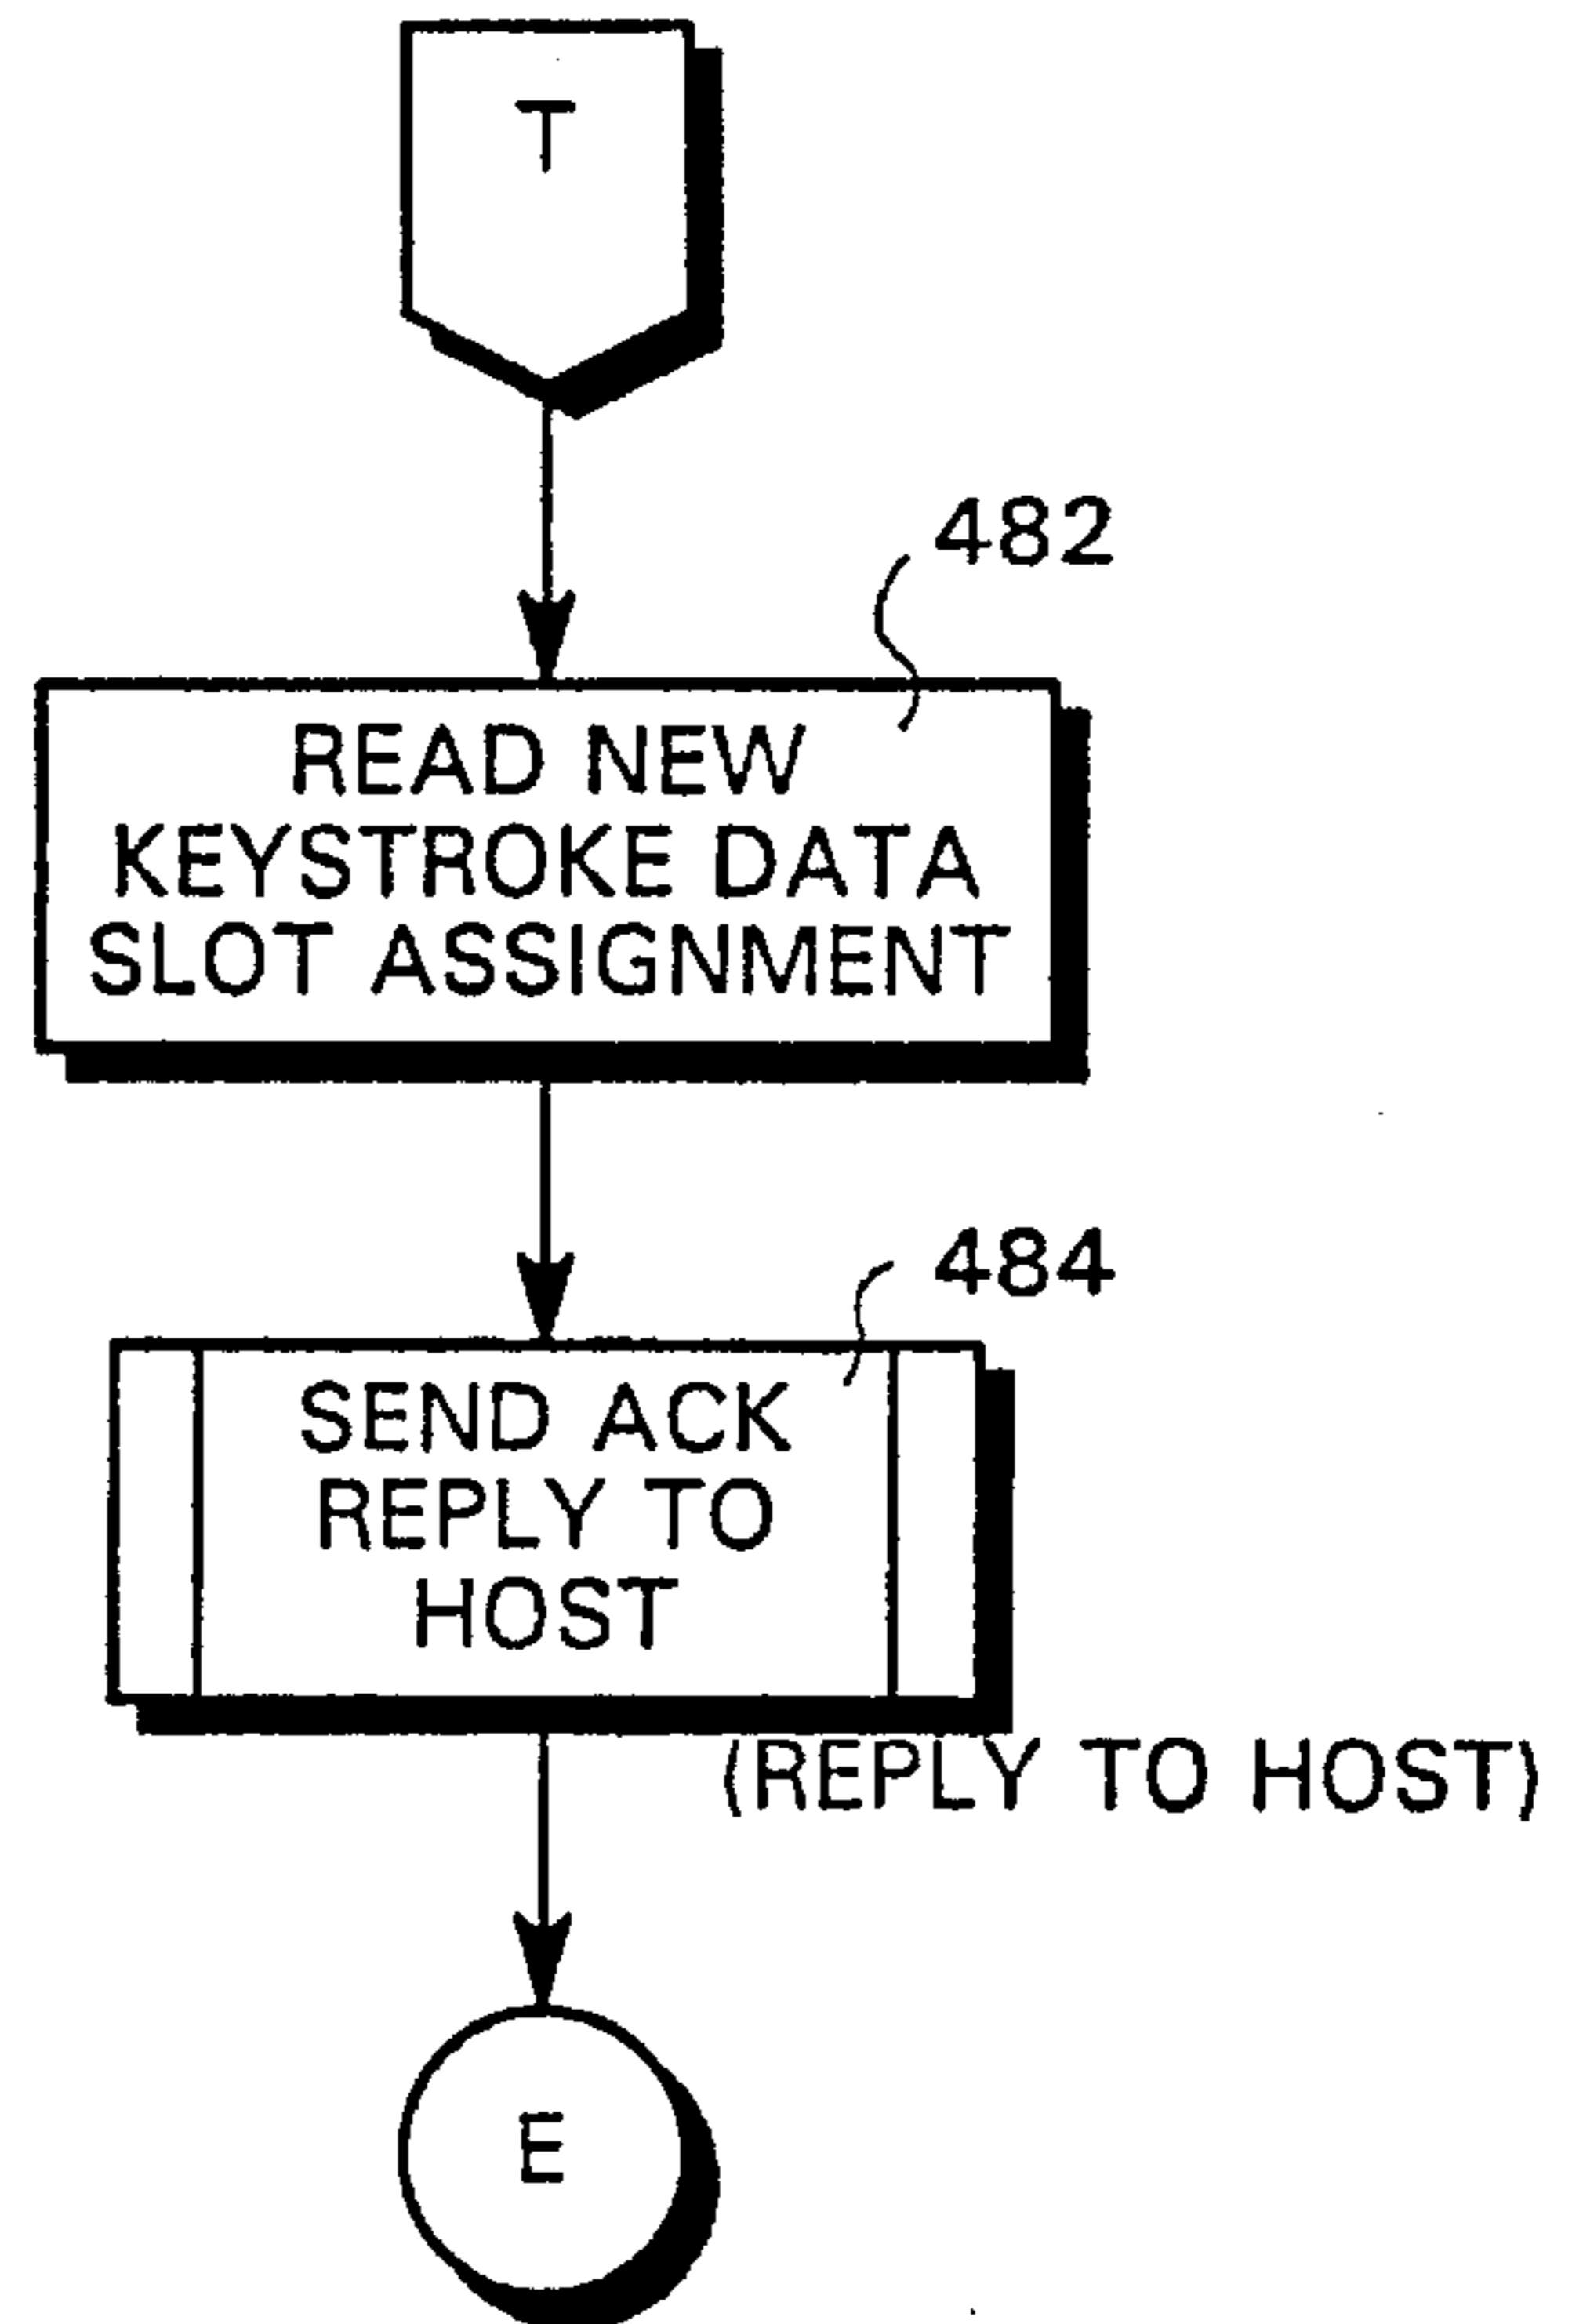 T
482
READ NEW
KEYSTROKE DATA
SLOT ASSIGNMENT
484
SEND ACK
REPLY TO
HOST
(REPLY TO HOST)
E